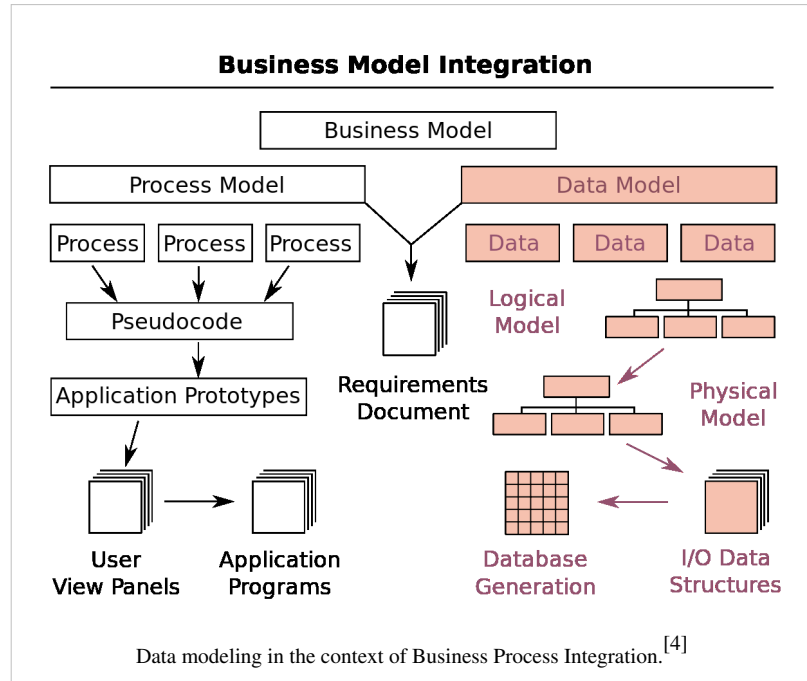 Business Model Integration
Business Model
Process Model
Data Model
Process
Process
Process
Data
Data
Data
Pseudocode
Logical
Model
Application Prototypes
Requirements
Document
Physical
Model
User
View Panels
Application
Programs
Database
Generation
I/O Data
Structures
Data modeling in the context of Business Process Integration.[4]